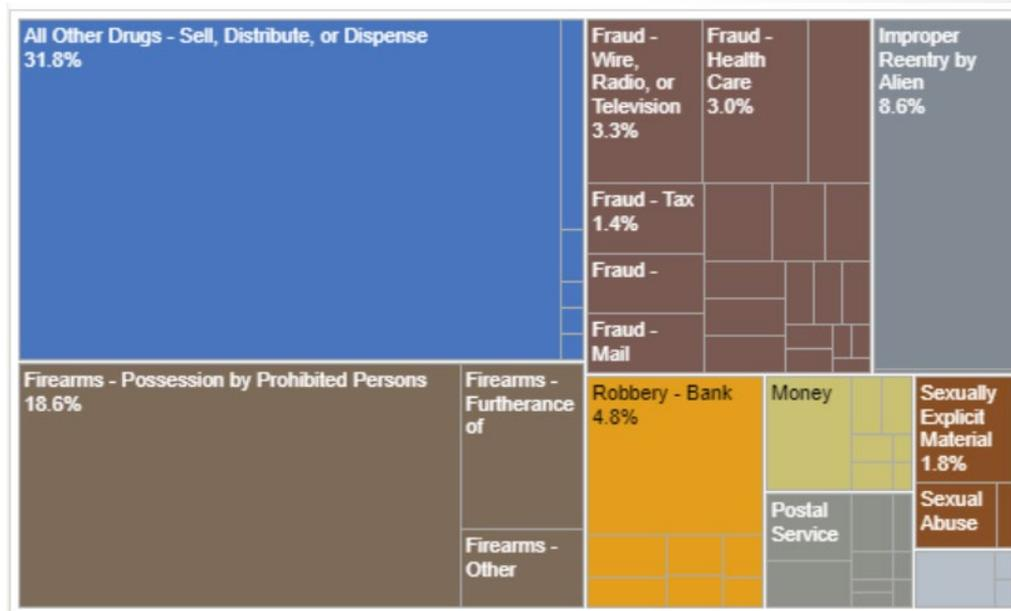 All Other Drugs - Sell, Distribute, or Dispense
31.8%
Fraud -
Wire,
Radio, or
Television
3.3%
Fraud -
Health
Care
3.0%
Improper
Reentry by
Alien
8.6%
Fraud - Tax
1.4%
Fraud -
Fraud -
Mail
Firearms - Possession by Prohibited Persons
18.6%
Firearms -
Furtherance
of
Firearms -
Other
Robbery - Bank
4.8%
Money
Postal
Service
Sexually
Explicit
Material
1.8%
Sexual
Abuse